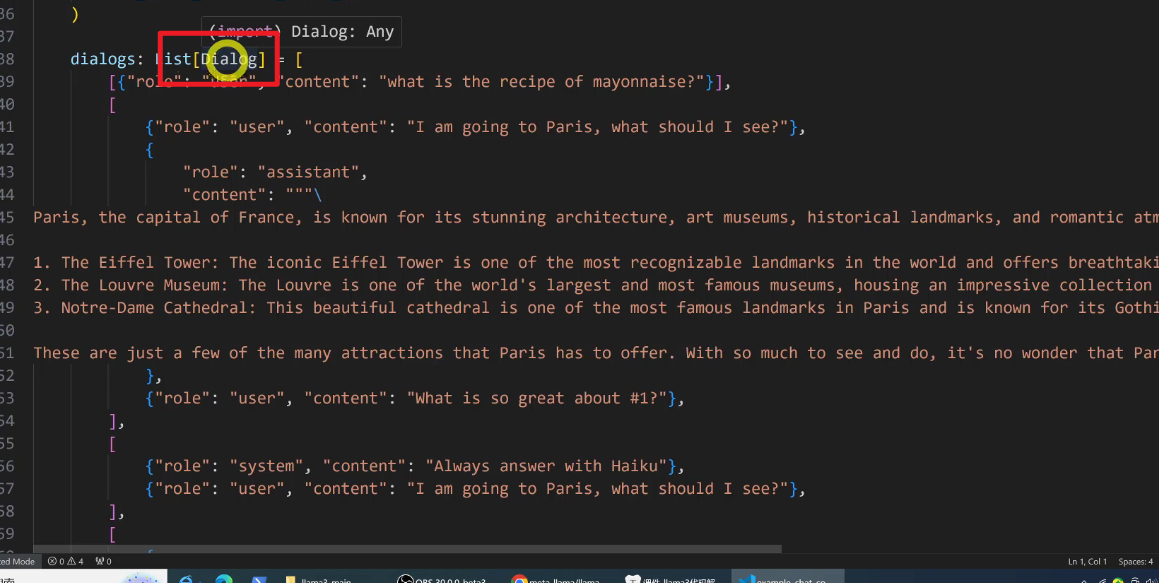 36 )
(import) Dialog: Any
37
38 dialogs: List[Dialog] = [
39 [{"role": "user", "content": "what is the recipe of mayonnaise?"}],
40 [
41 {"role": "user", "content": "I am going to Paris, what should I see?"},
42 {
43 "role": "assistant",
44 "content": """\
45 Paris, the capital of France, is known for its stunning architecture, art museums, historical landmarks, and romantic atm
46
47 1. The Eiffel Tower: The iconic Eiffel Tower is one of the most recognizable landmarks in the world and offers breathtaki
48 2. The Louvre Museum: The Louvre is one of the world's largest and most famous museums, housing an impressive collection
49 3. Notre-Dame Cathedral: This beautiful cathedral is one of the most famous landmarks in Paris and is known for its Gothi
50
51 These are just a few of the many attractions that Paris has to offer. With so much to see and do, it's no wonder that Par
52 },
53 {"role": "user", "content": "What is so great about #1?"},
54 ],
55 [
56 {"role": "system", "content": "Always answer with Haiku"},
57 {"role": "user", "content": "I am going to Paris, what should I see?"},
58 ],
59 [
{
ted Mode 0 4 0 Ln 1, Col 1 Spaces: 4
llama3-main OBS 30.0.0-beta3 meta-llama/llama